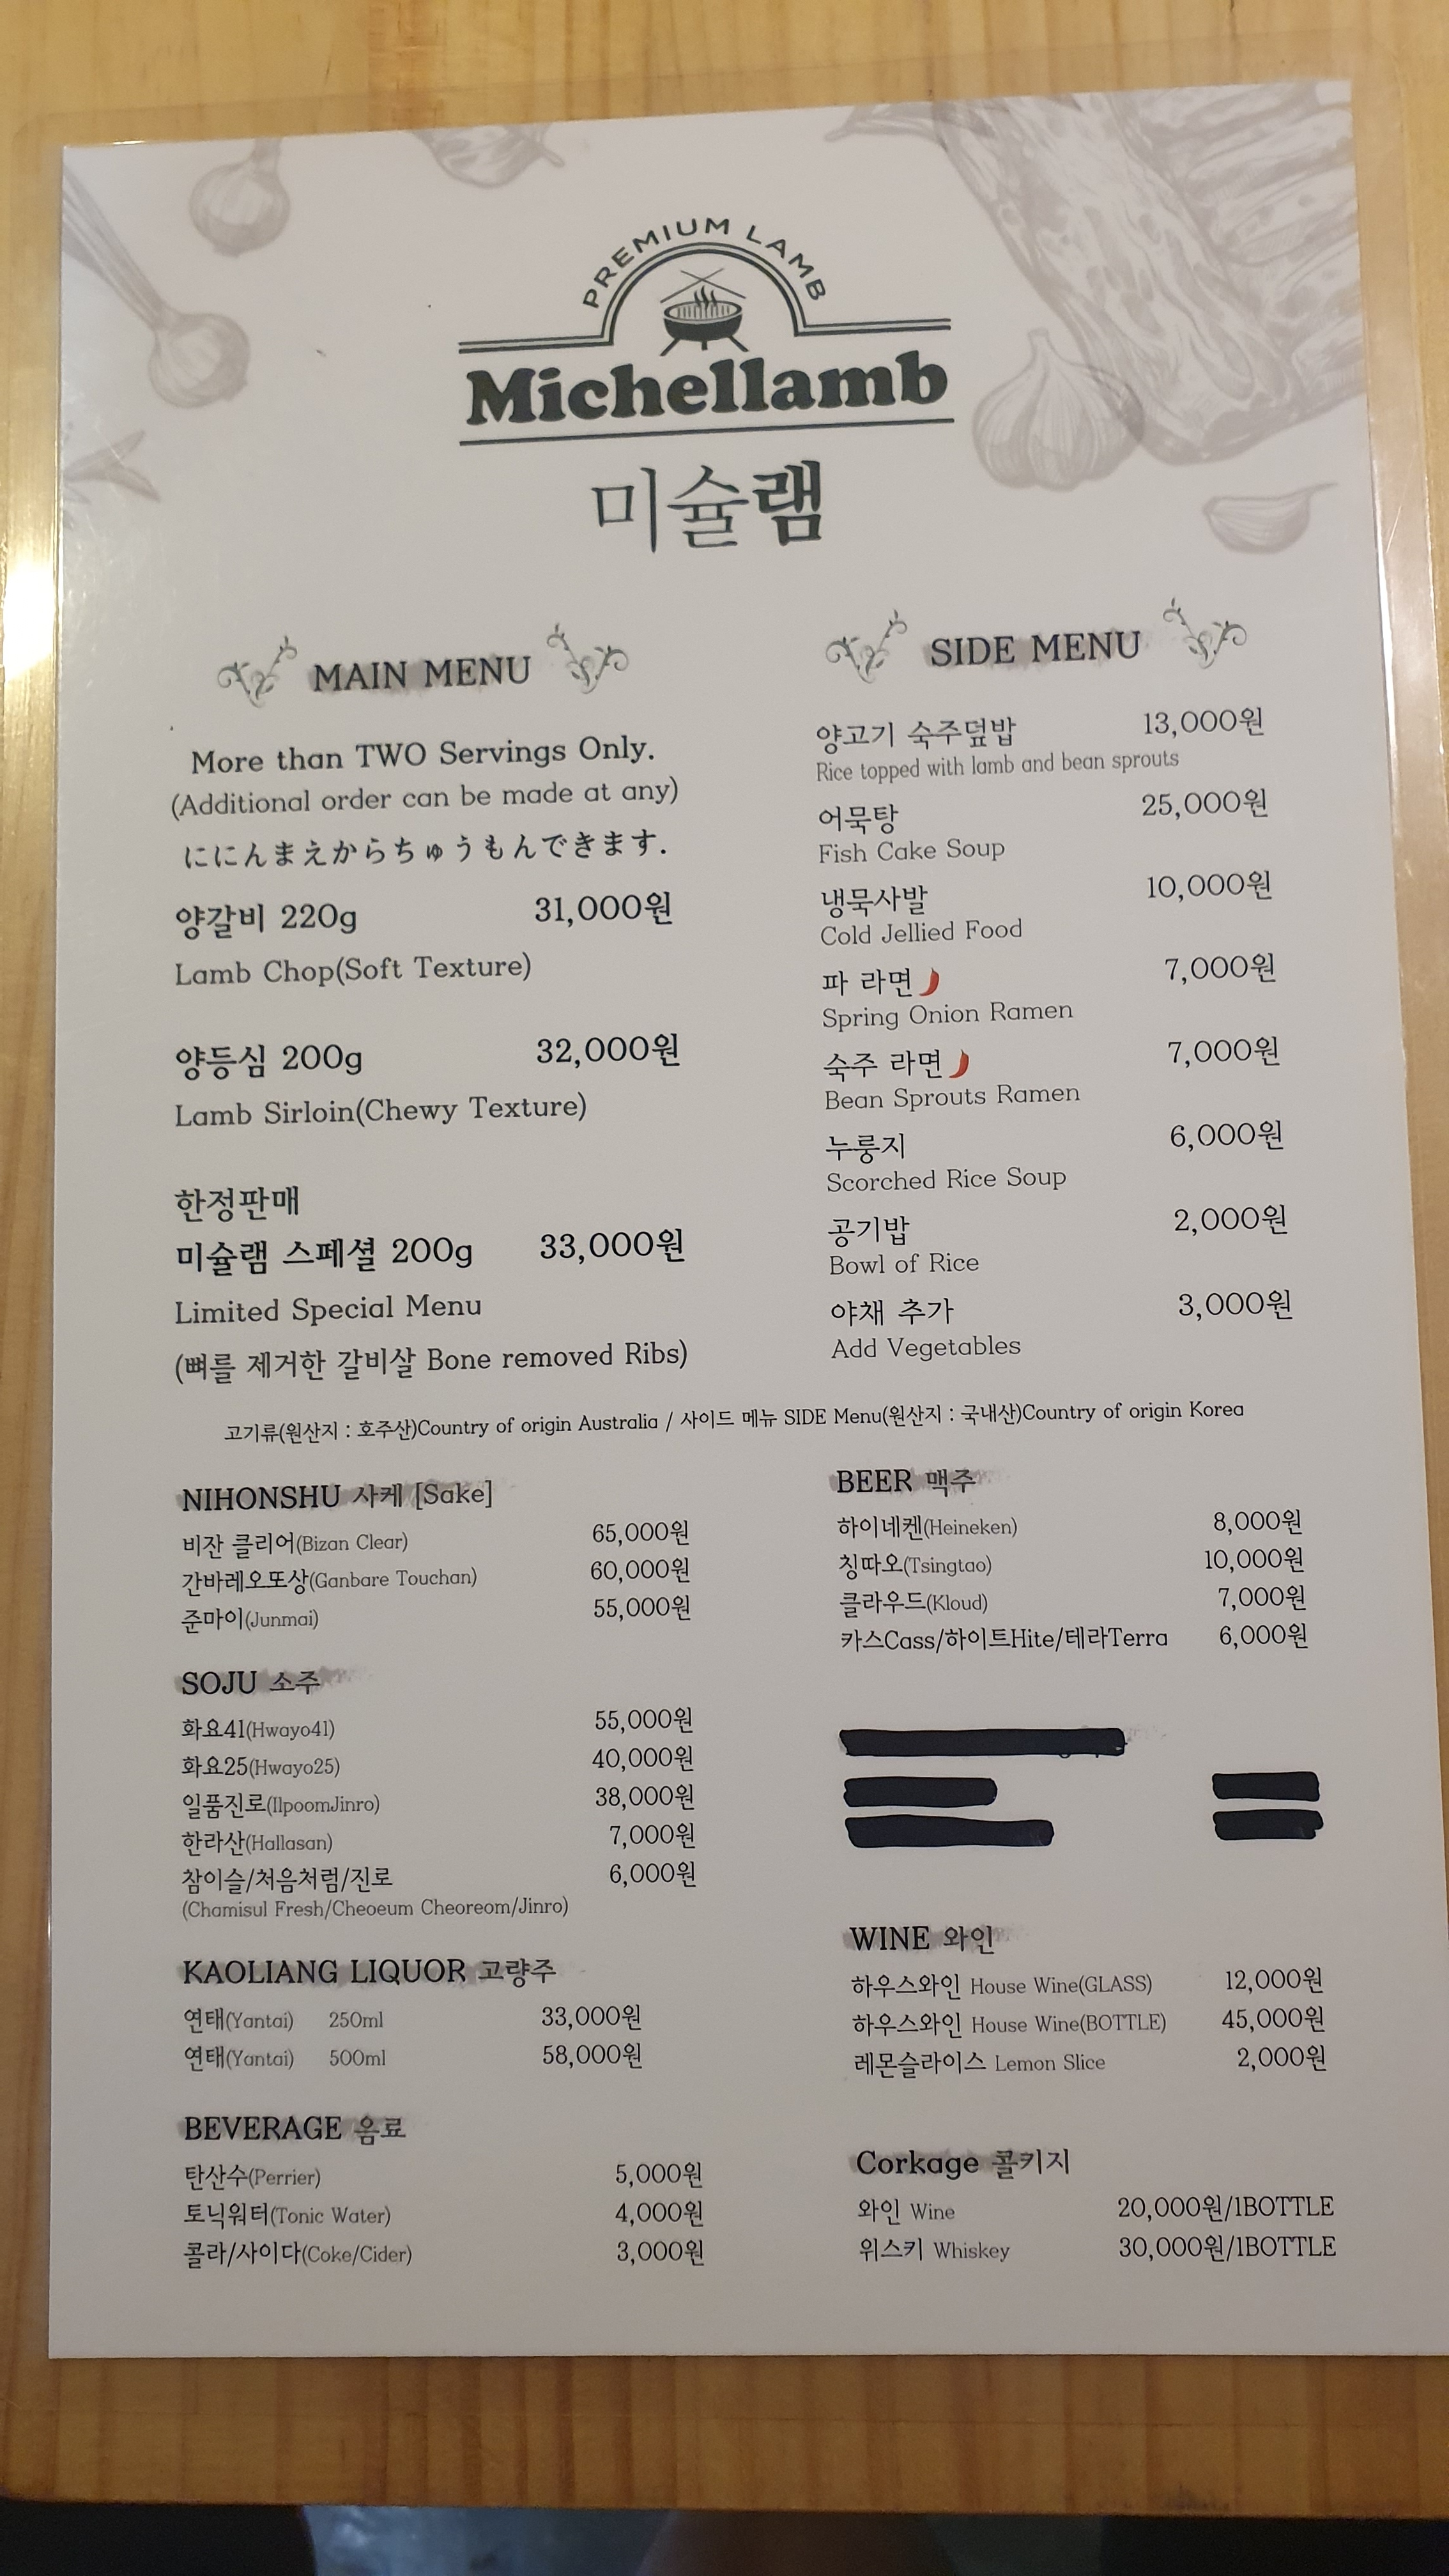 PREMIUM LAMB
Michellamb
미슐램
MAIN MENU
More than TWO Servings Only.
(Additional order can be made at any)
ににんまえからちゅうもんできます.
양갈비 220g 31,000원
Lamb Chop(Soft Texture)
양등심 200g 32,000원
Lamb Sirloin(Chewy Texture)
한정판매
미슐램 스페셜 200g 33,000원
Limited Special Menu
(뼈를 제거한 갈비살 Bone removed Ribs)
SIDE MENU
양고기 숙주덮밥 13,000원
Rice topped with lamb and bean sprouts
어묵탕 25,000원
Fish Cake Soup
냉묵사발 10,000원
Cold Jellied Food
파 라면 7,000원
Spring Onion Ramen
숙주 라면 7,000원
Bean Sprouts Ramen
누룽지 6,000원
Scorched Rice Soup
공기밥 2,000원
Bowl of Rice
야채 추가 3,000원
Add Vegetables
고기류(원산지 : 호주산)Country of origin Australia / 사이드 메뉴 SIDE Menu(원산지 : 국내산)Country of origin Korea
NIHONSHU 사케 [Sake]
비잔 클리어(Bizan Clear) 65,000원
간바레오또상(Ganbare Touchan) 60,000원
준마이(Junmai) 55,000원
SOJU 소주
화요41(Hwayo41) 55,000원
화요25(Hwayo25) 40,000원
일품진로(IlpoomJinro) 38,000원
한라산(Hallasan) 7,000원
참이슬/처음처럼/진로 6,000원
(Chamisul Fresh/Cheoeum Cheoreom/Jinro)
KAOLIANG LIQUOR 고량주
연태(Yantai) 250ml 33,000원
연태(Yantai) 500ml 58,000원
BEVERAGE 음료
탄산수(Perrier) 5,000원
토닉워터(Tonic Water) 4,000원
콜라/사이다(Coke/Cider) 3,000원
BEER 맥주
하이네켄(Heineken) 8,000원
칭따오(Tsingtao) 10,000원
클라우드(Kloud) 7,000원
카스Cass/하이트Hite/테라Terra 6,000원
WINE 와인
하우스와인 House Wine(GLASS) 12,000원
하우스와인 House Wine(BOTTLE) 45,000원
레몬슬라이스 Lemon Slice 2,000원
Corkage 콜키지
와인 Wine 20,000원/1BOTTLE
위스키 Whiskey 30,000원/1BOTTLE